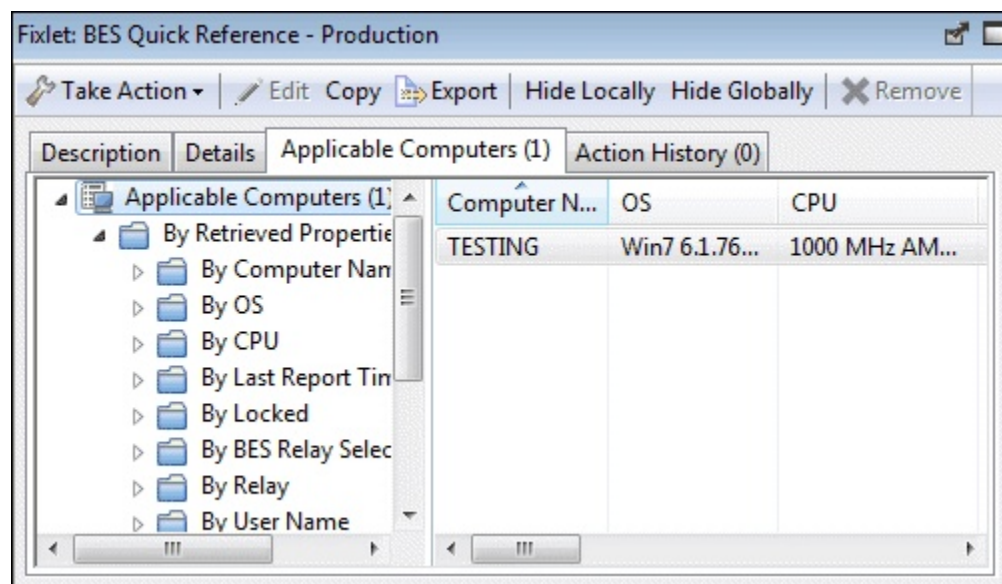 Fixlet: BES Quick Reference - Production
Take Action Edit Copy Export Hide Locally Hide Globally Remove
Description Details Applicable Computers (1) Action History (0)
Applicable Computers (1)
By Retrieved Propertie
By Computer Nam
By OS
By CPU
By Last Report Tim
By Locked
By BES Relay Selec
By Relay
By User Name
Computer N... OS CPU
TESTING Win7 6.1.76... 1000 MHz AM...